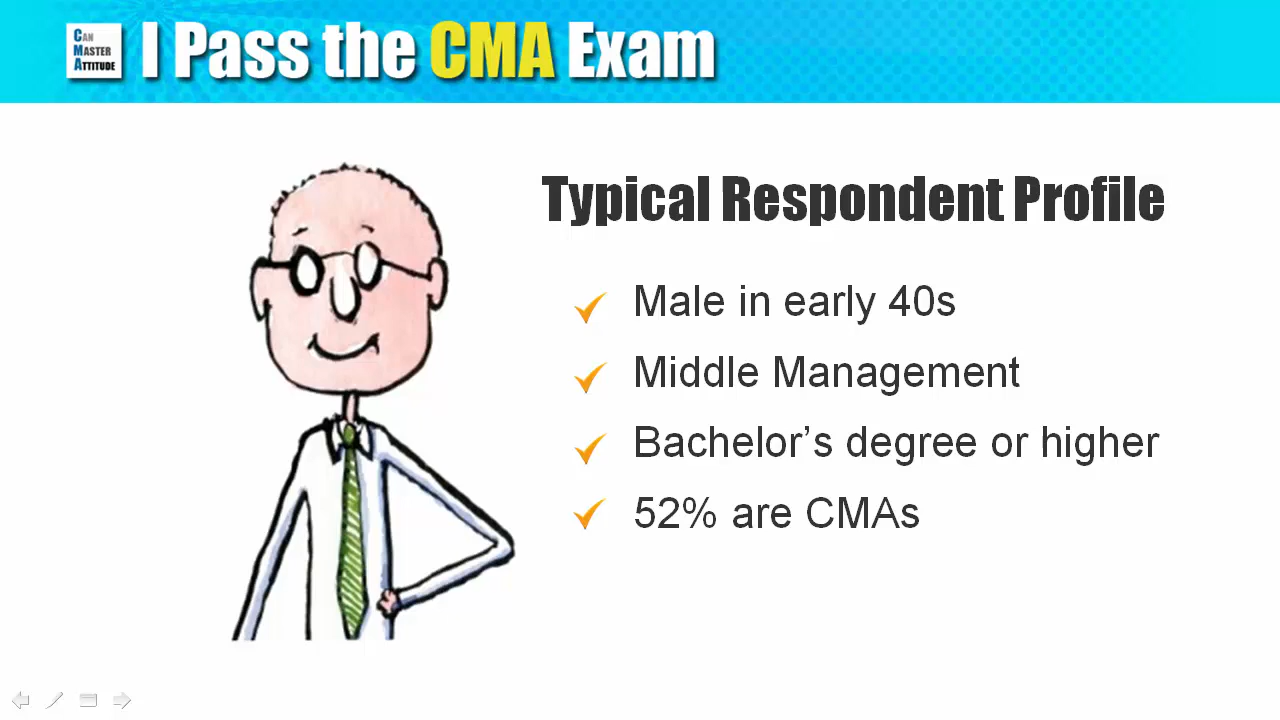 CAN
MASTER
ATTITUDE
I Pass the CMA Exam
Typical Respondent Profile
Male in early 40s
Middle Management
Bachelor’s degree or higher
52% are CMAs